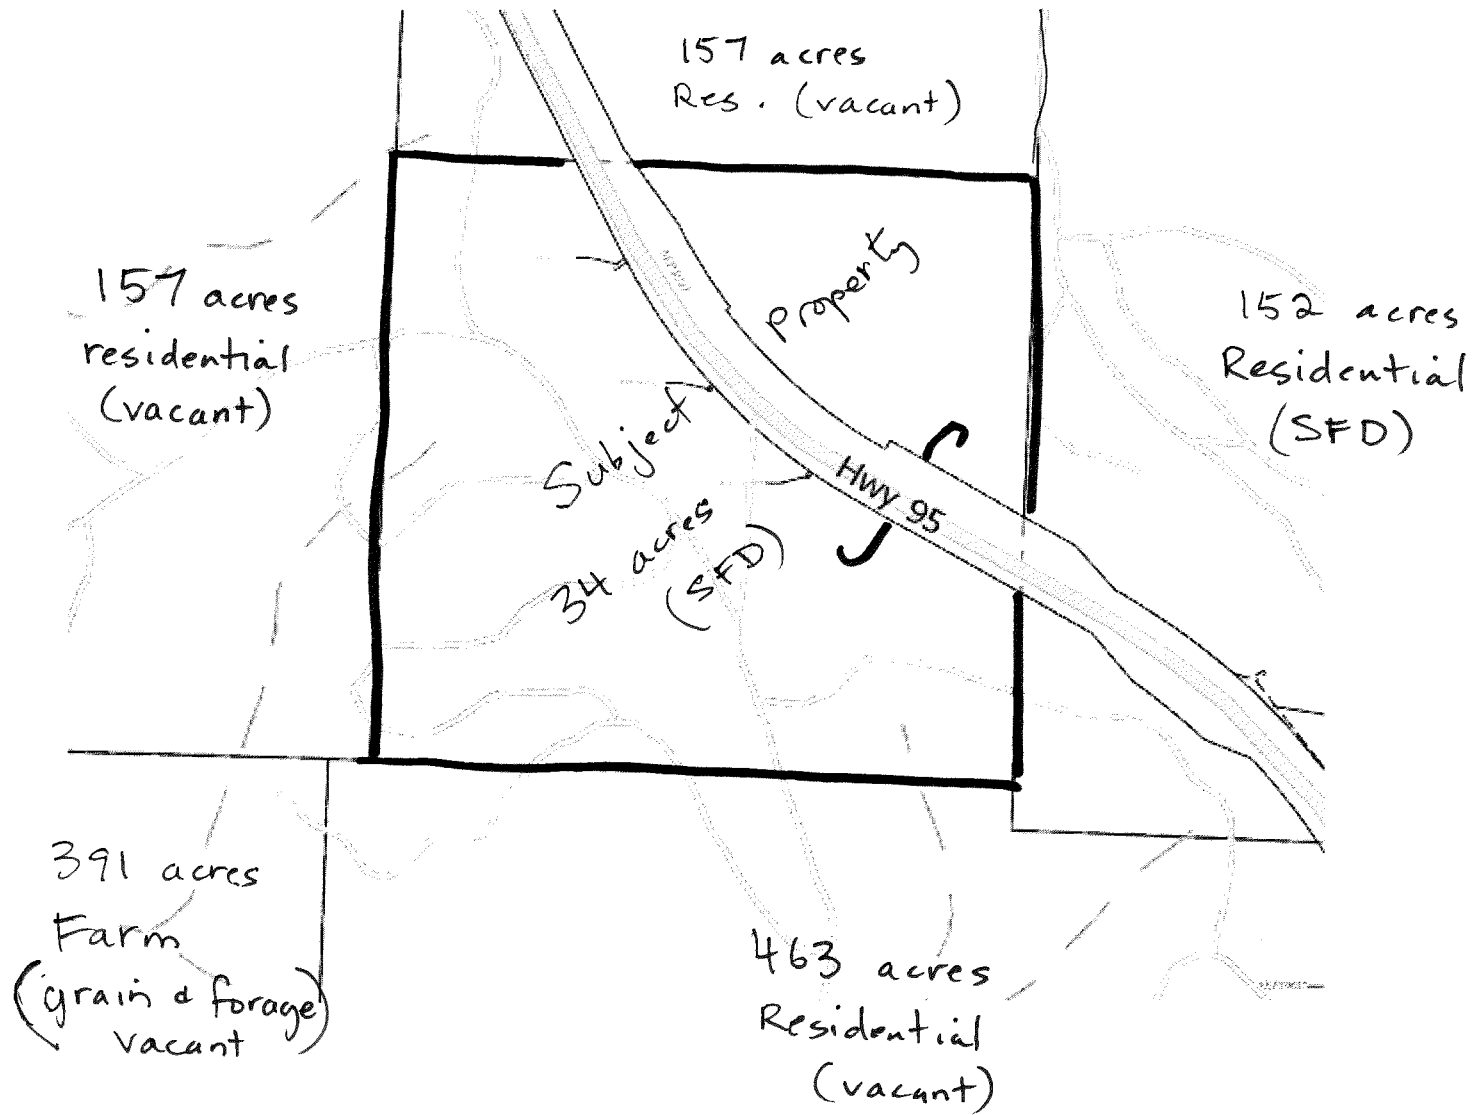 157 acres
Res. (vacant)
Property
157 acres
residential
(vacant)
152 acres
Residential
(SFD)
Subject
Hwy 95
34 acres
(SFD)
391 acres
Farm
(grain & forage)
vacant
463 acres
Residential
(vacant)